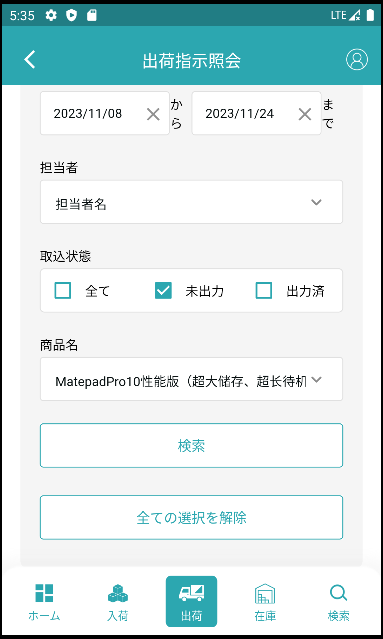 5:35 LTE
出荷指示照会
2023/11/08 から 2023/11/24 まで
担当者
担当者名
取込状態
全て 未出力 出力済
商品名
MatepadPro10性能版（超大储存、超长待机
検索
全ての選択を解除
ホーム 入荷 出荷 在庫 検索